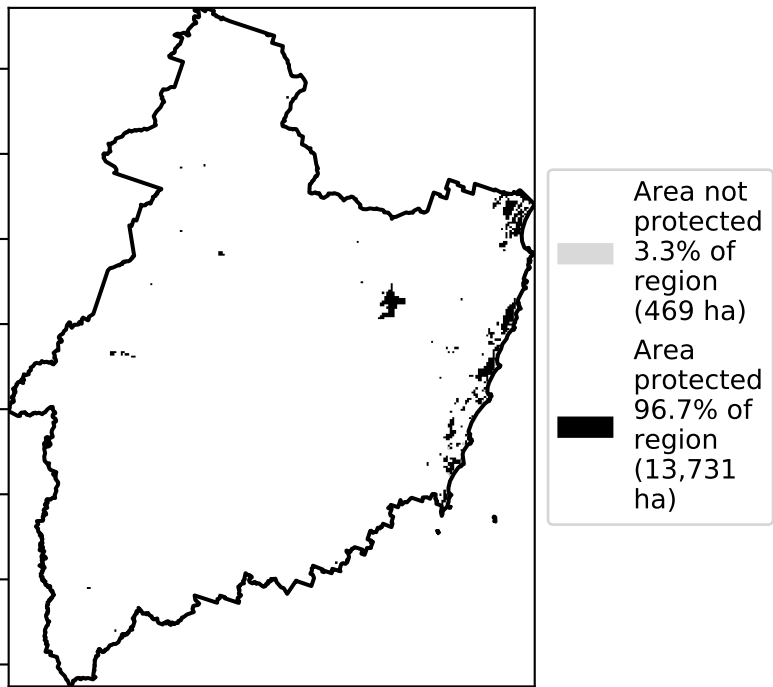 Area not
protected
3.3% of
region
(469 ha)
Area
protected
96.7% of
region
(13,731
ha)